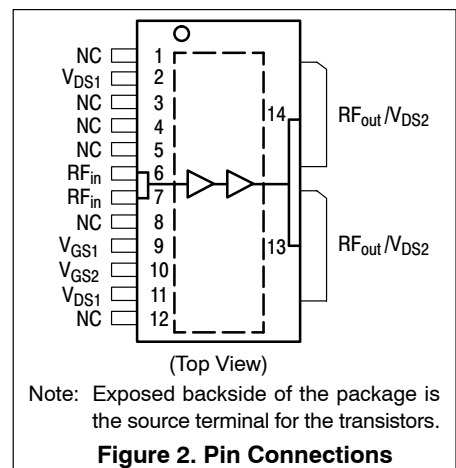 NC 1
VDS1 2
NC 3
NC 4
NC 5
RFin 6
RFin 7
NC 8
VGS1 9
VGS2 10
VDS1 11
NC 12
14 RFout/VDS2
13 RFout/VDS2
(Top View)
Note: Exposed backside of the package is
the source terminal for the transistors.
Figure 2. Pin Connections